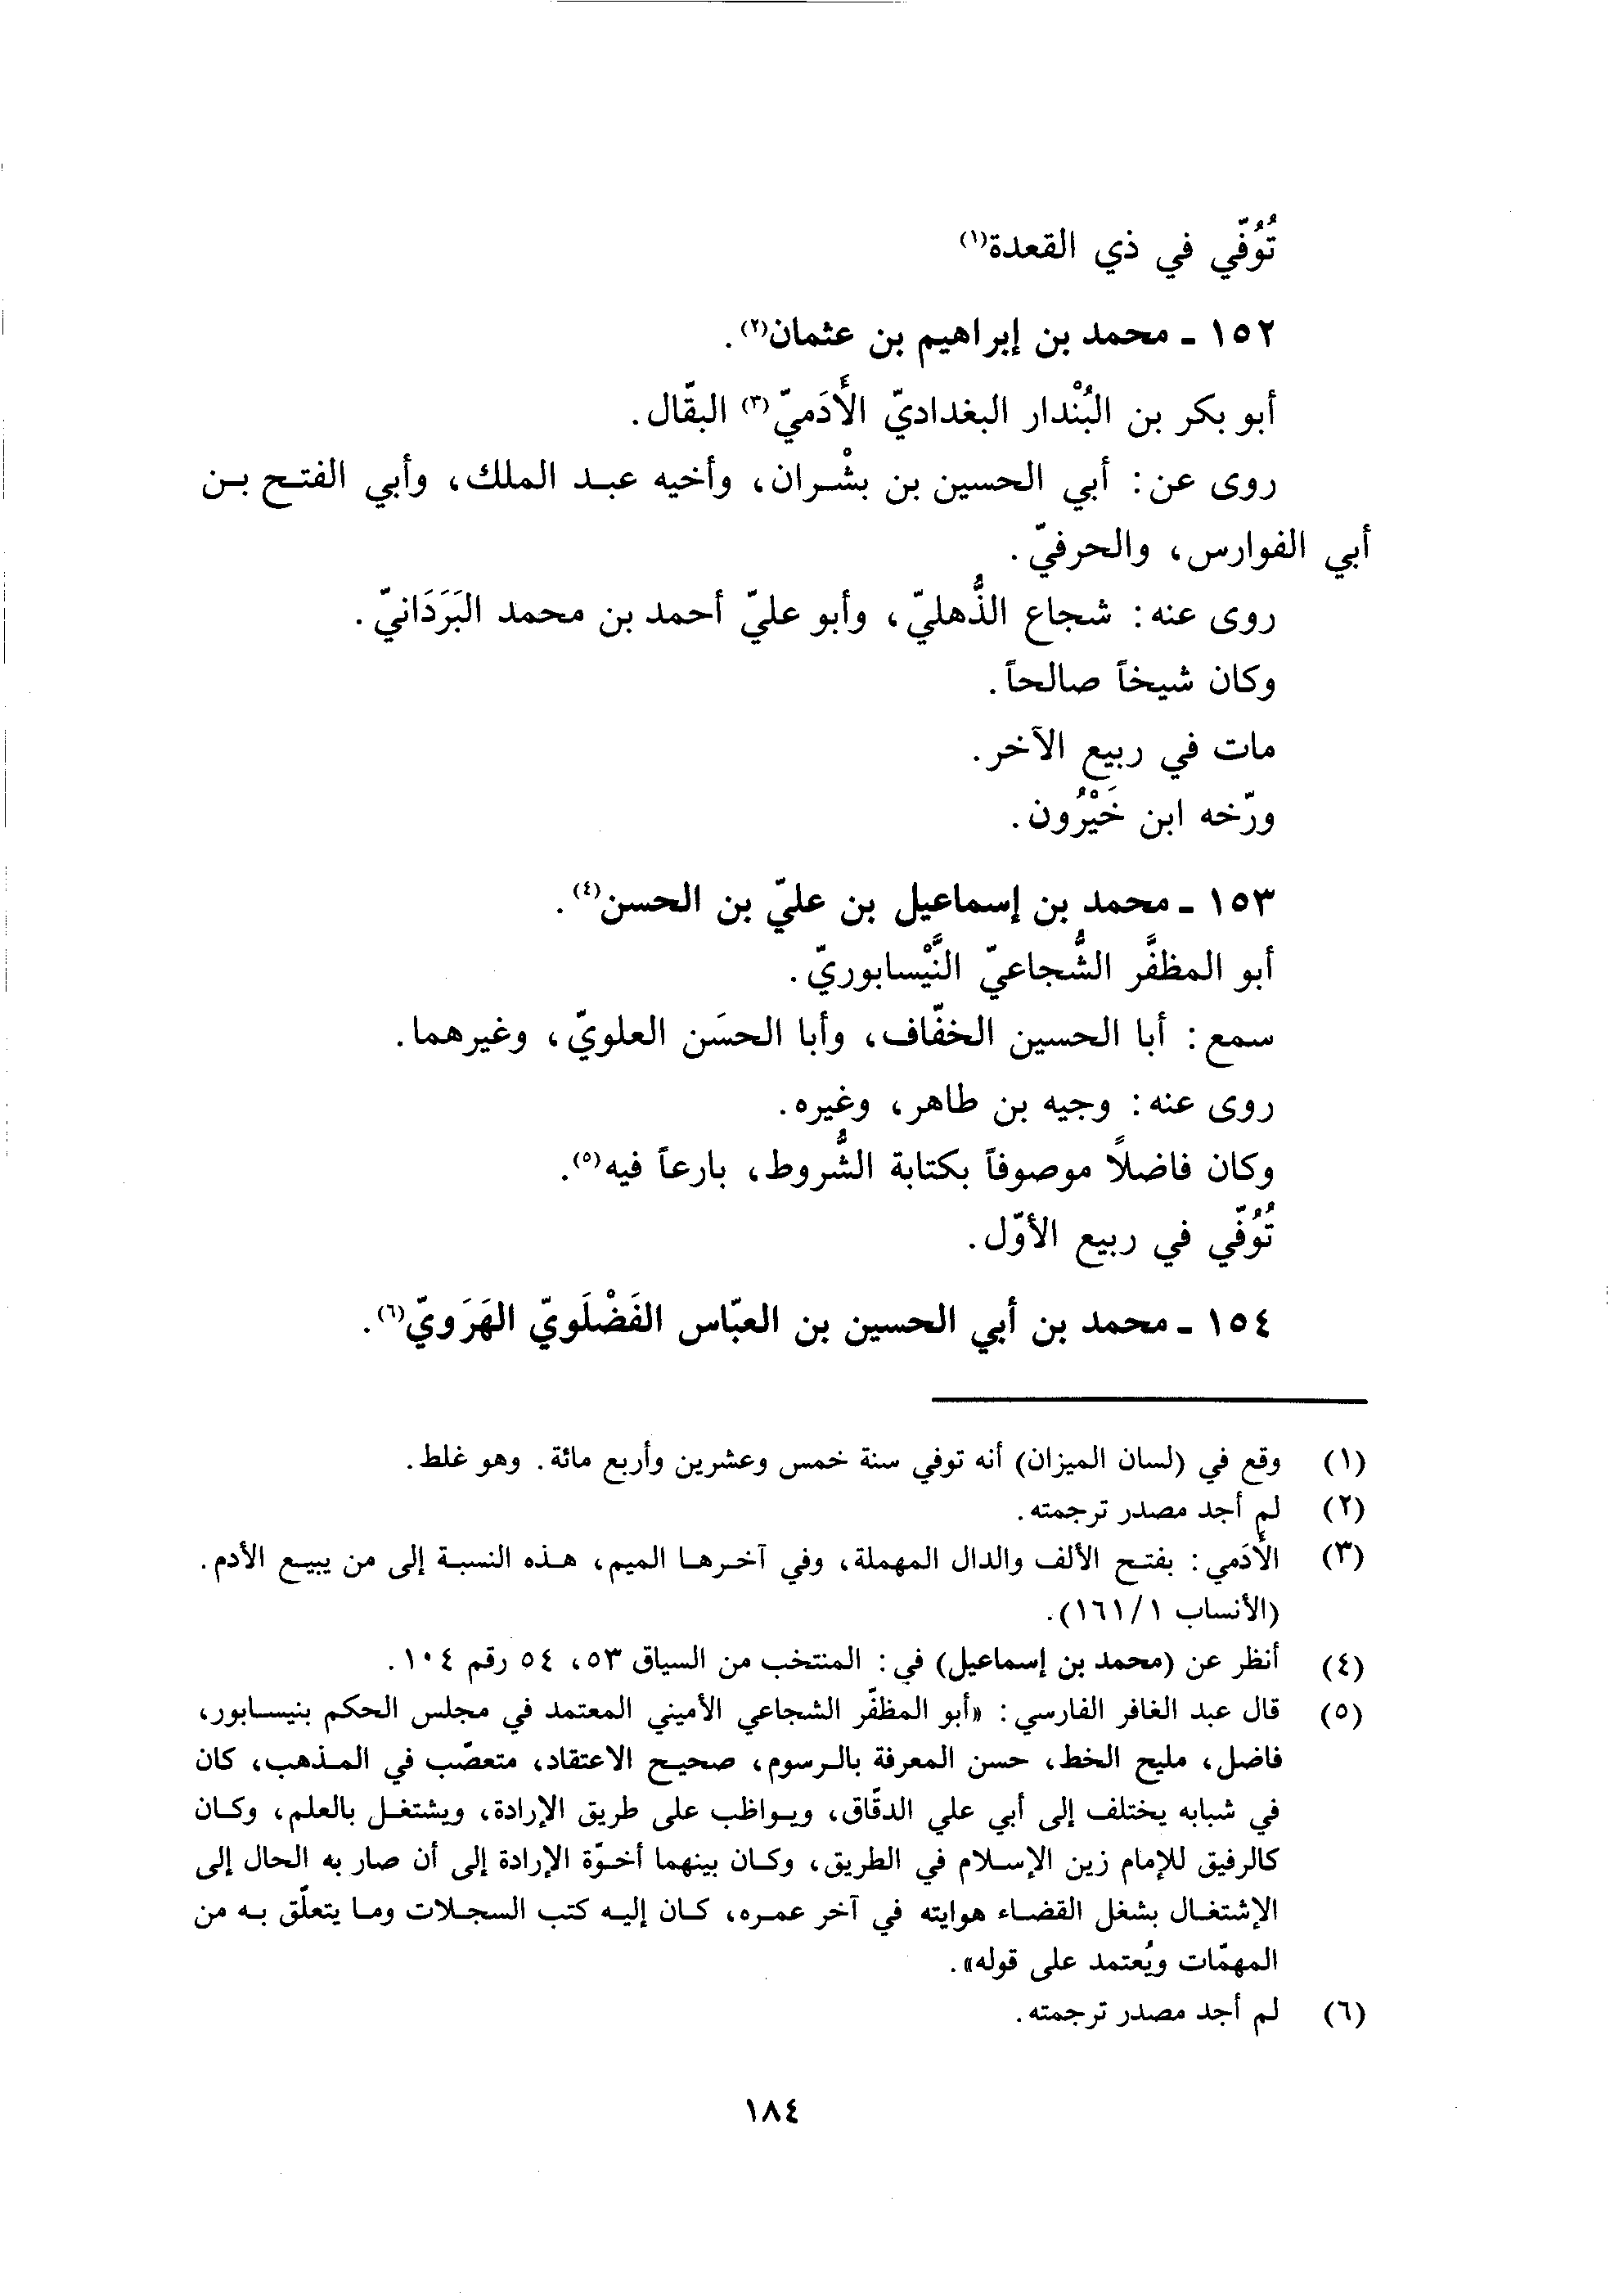 تُوُفّي في ذي القعدة(١)
١٥٢ - محمد بن إبراهيم بن عثمان(٢).
أبو بكر بن البُنْدار البغداديّ الأَدَميّ(٣) البقّال.
روى عن: أبي الحسين بن بشْران، وأخيه عبد الملك، وأبي الفتح بن
أبي الفوارس، والحرفيّ.
روى عنه: شجاع الذُّهليّ، وأبو عليّ أحمد بن محمد البَرَدَانيّ.
وكان شيخاً صالحاً.
مات في ربيع الآخر.
ورّخه ابن خَيْرُون.
١٥٣ - محمد بن إسماعيل بن عليّ بن الحسن(٤).
أبو المظفَّر الشُّجاعيّ النَّيْسابوريّ.
سمع: أبا الحسين الخفّاف، وأبا الحسَن العلويّ، وغيرهما.
روى عنه: وجيه بن طاهر، وغيره.
وكان فاضلاً موصوفاً بكتابة الشُّروط، بارعاً فيه(٥).
تُوُفّي في ربيع الأوّل.
١٥٤ - محمد بن أبي الحسين بن العبّاس الفَضْلَويّ الهَرَويّ(٦).
(١) وقع في (لسان الميزان) أنه توفي سنة خمس وعشرين وأربع مائة. وهو غلط.
(٢) لم أجد مصدر ترجمته.
(٣) الأَدَمي: بفتح الألف والدال المهملة، وفي آخرها الميم، هذه النسبة إلى من يبيع الأدم.
(الأنساب ١/١٦١).
(٤) أنظر عن (محمد بن إسماعيل) في: المنتخب من السياق ٥٣، ٥٤ رقم ١٠٤.
(٥) قال عبد الغافر الفارسي: «أبو المظفّر الشجاعي الأميني المعتمد في مجلس الحكم بنيسابور،
فاضل، مليح الخط، حسن المعرفة بالرسوم، صحيح الاعتقاد، متعصّب في المذهب، كان
في شبابه يختلف إلى أبي علي الدقّاق، ويواظب على طريق الإرادة، ويشتغل بالعلم، وكان
كالرفيق للإمام زين الإسلام في الطريق، وكان بينهما أخوّة الإرادة إلى أن صار به الحال إلى
الإشتغال بشغل القضاء هوايته في آخر عمره، كان إليه كتب السجلات وما يتعلّق به من
المهمّات ويُعتمد على قوله».
(٦) لم أجد مصدر ترجمته.
١٨٤